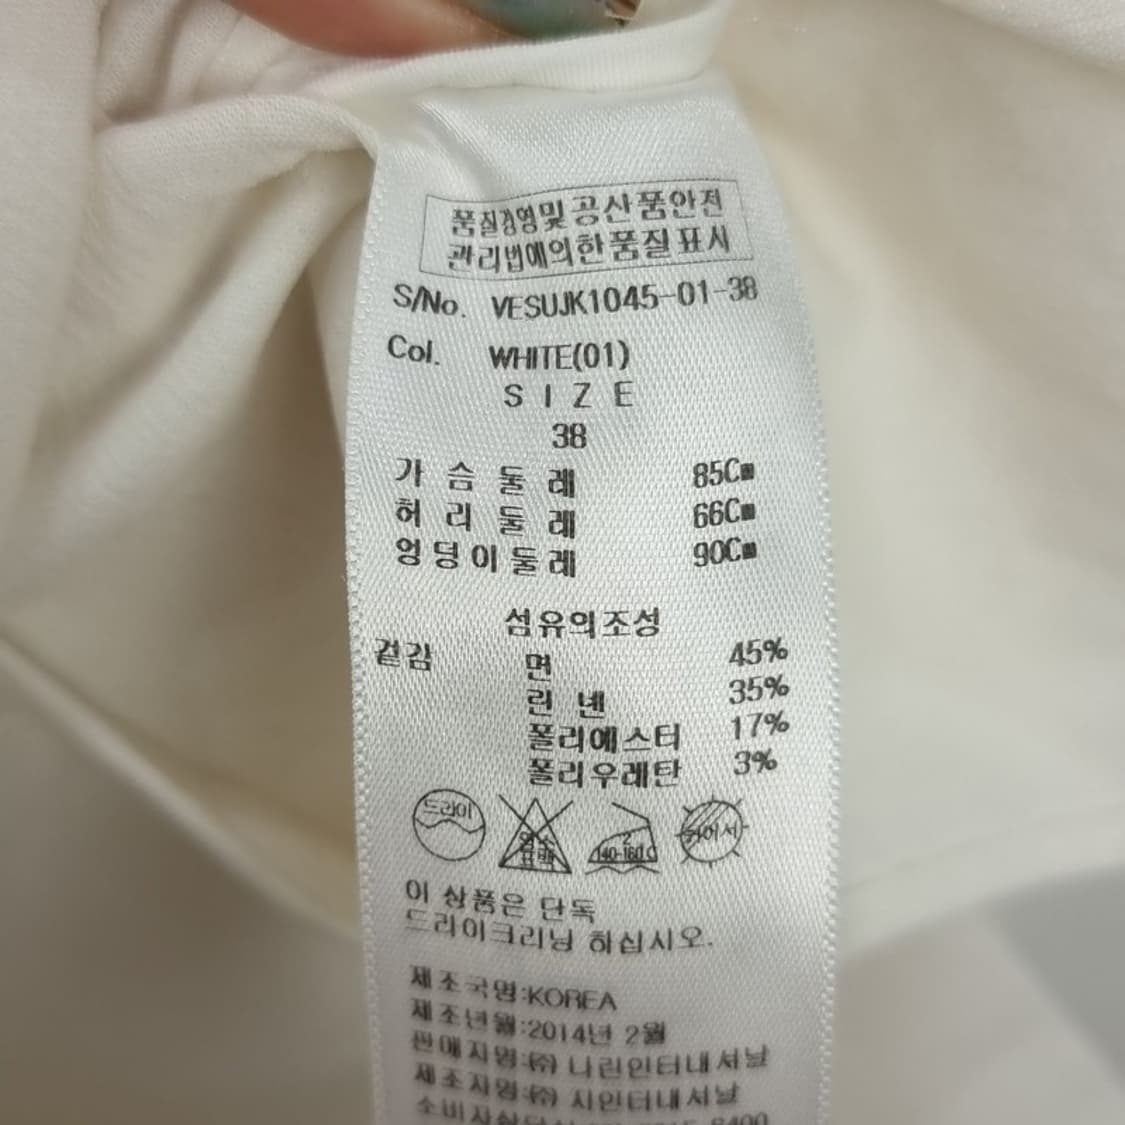 품질경영및 공산품안전
관리법에의한 품질표시
S/No. VESUJK1045-01-38
Col. WHITE(01)
S I Z E
38
가 슴 둘 레 85Cm
허 리 둘 레 66Cm
엉덩이둘레 90Cm
섬유의조성
겉감 면 45%
린 넨 35%
폴리에스터 17%
폴리우레탄 3%
드라이
염소
표백
2
140-160℃
이 상품은 단독
드라이크리닝 하십시오.
제조국명:KOREA
제조년월:2014년 2월
판매자명:㈜ 나린인터내셔날
제조자명:㈜ 지인터내셔날